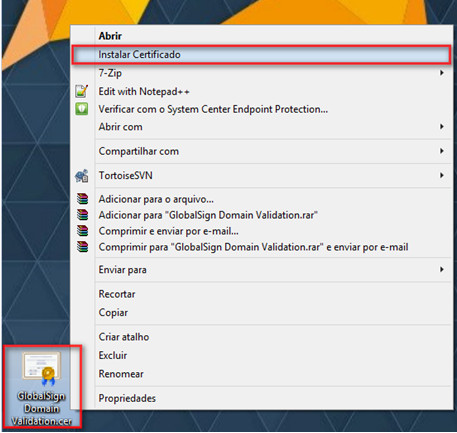 Abrir
Instalar Certificado
7-Zip
Edit with Notepad++
Verificar com o System Center Endpoint Protection...
Abrir com
Compartilhar com
TortoiseSVN
Adicionar para o arquivo...
Adicionar para "GlobalSign Domain Validation.rar"
Comprimir e enviar por e-mail...
Comprimir para "GlobalSign Domain Validation.rar" e enviar por e-mail
Enviar para
Recortar
Copiar
Criar atalho
Excluir
Renomear
Propriedades
GlobalSign
Domain
Validation.cer